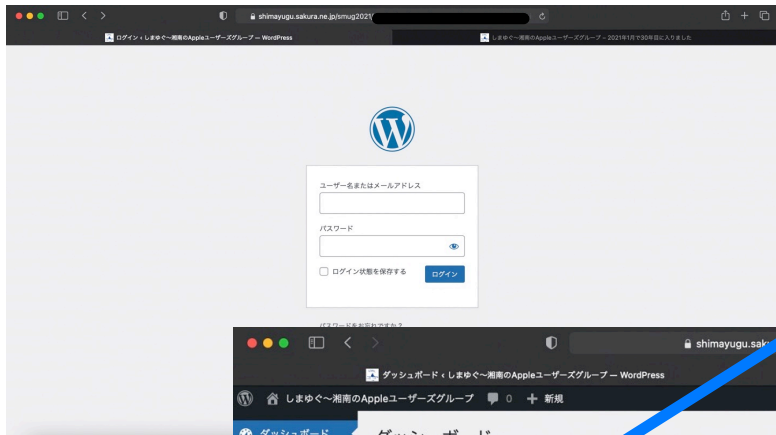 shimayugu.sakura.ne.jp/smug2021/
ログイン ‹ しまゆぐ〜湘南のAppleユーザーズグループ — WordPress
しまゆぐ〜湘南のAppleユーザーズグループ – 2021年1月で30年目に入りました
ユーザー名またはメールアドレス
パスワード
ログイン状態を保存する
ログイン
パスワードをお忘れですか ?
shimayugu.saku
ダッシュボード ‹ しまゆぐ〜湘南のAppleユーザーズグループ — WordPress
しまゆぐ〜湘南のAppleユーザーズグループ 0 新規
ダッシュボード
ダッシュボード